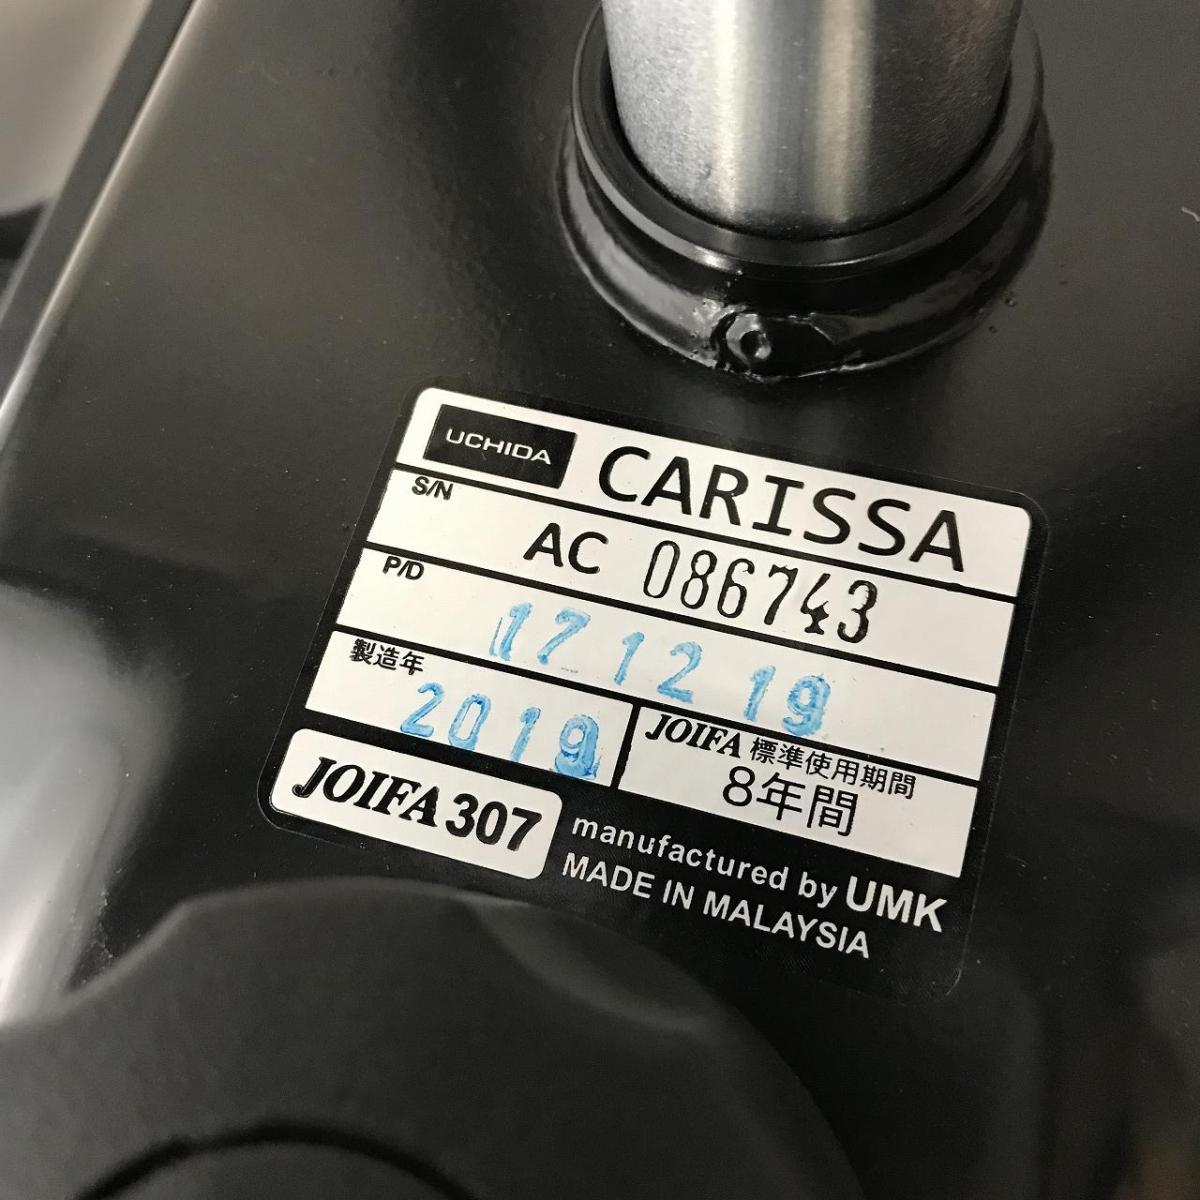 UCHIDA CARISSA
S/N AC 086743
P/D 17 12 19
製造年 2019
JOIFA 標準使用期間
8年間
JOIFA 307
manufactured by UMK
MADE IN MALAYSIA